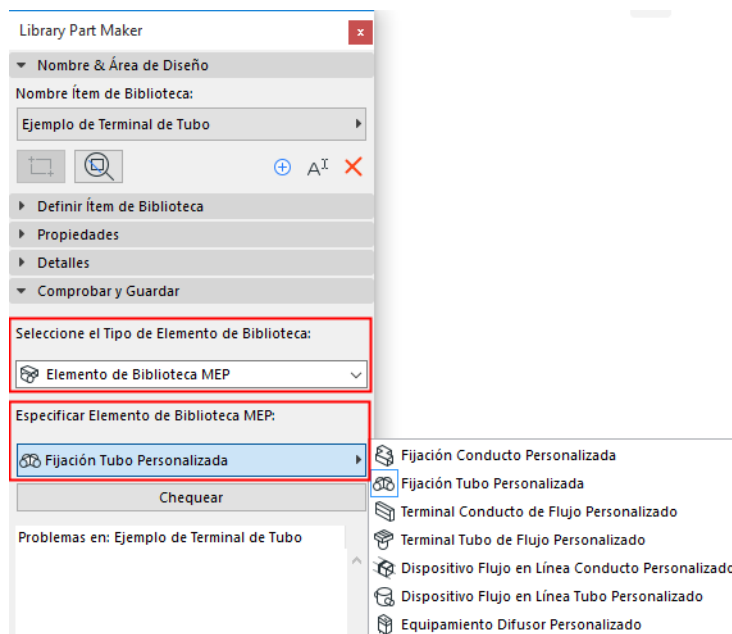 Library Part Maker
x
Nombre & Área de Diseño
Nombre Ítem de Biblioteca:
Ejemplo de Terminal de Tubo
Definir Ítem de Biblioteca
Propiedades
Detalles
Comprobar y Guardar
Seleccione el Tipo de Elemento de Biblioteca:
Elemento de Biblioteca MEP
Especificar Elemento de Biblioteca MEP:
Fijación Tubo Personalizada
Chequear
Problemas en: Ejemplo de Terminal de Tubo
Fijación Conducto Personalizada
Fijación Tubo Personalizada
Terminal Conducto de Flujo Personalizado
Terminal Tubo de Flujo Personalizado
Dispositivo Flujo en Línea Conducto Personalizado
Dispositivo Flujo en Línea Tubo Personalizado
Equipamiento Difusor Personalizado